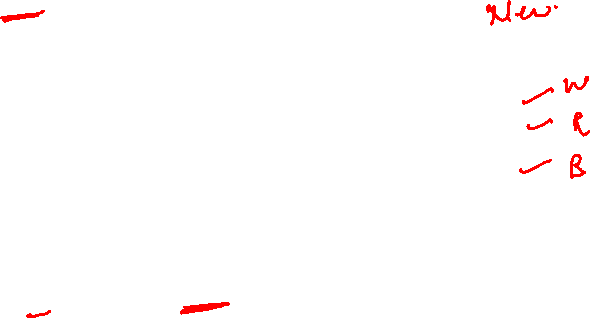 New.
✓ W
✓ R
✓ B